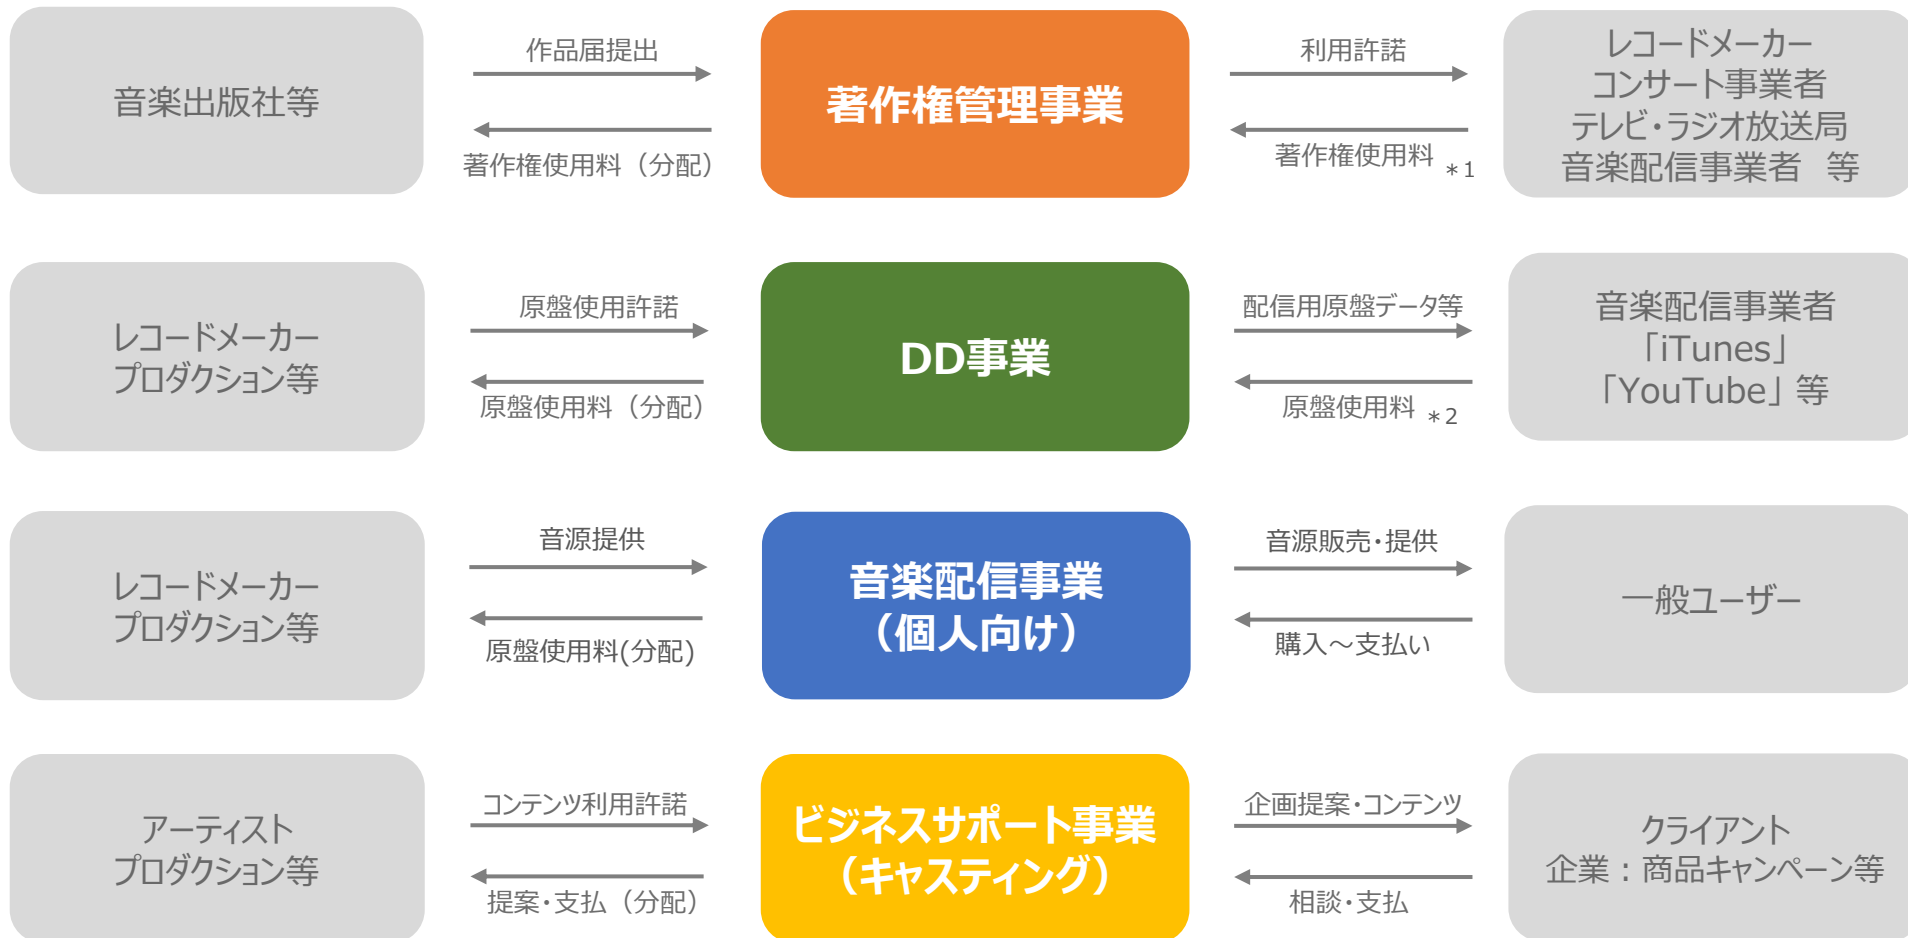 音楽出版社等
作品届提出
著作権使用料（分配）
著作権管理事業
利用許諾
著作権使用料 ＊1
レコードメーカー
コンサート事業者
テレビ・ラジオ放送局
音楽配信事業者　等
レコードメーカー
プロダクション等
原盤使用許諾
原盤使用料（分配）
DD事業
配信用原盤データ等
原盤使用料 ＊2
音楽配信事業者
「iTunes」
「YouTube」等
レコードメーカー
プロダクション等
音源提供
原盤使用料(分配)
音楽配信事業
（個人向け）
音源販売・提供
購入～支払い
一般ユーザー
アーティスト
プロダクション等
コンテンツ利用許諾
提案・支払（分配）
ビジネスサポート事業
（キャスティング）
企画提案・コンテンツ
相談・支払
クライアント
企業：商品キャンペーン等